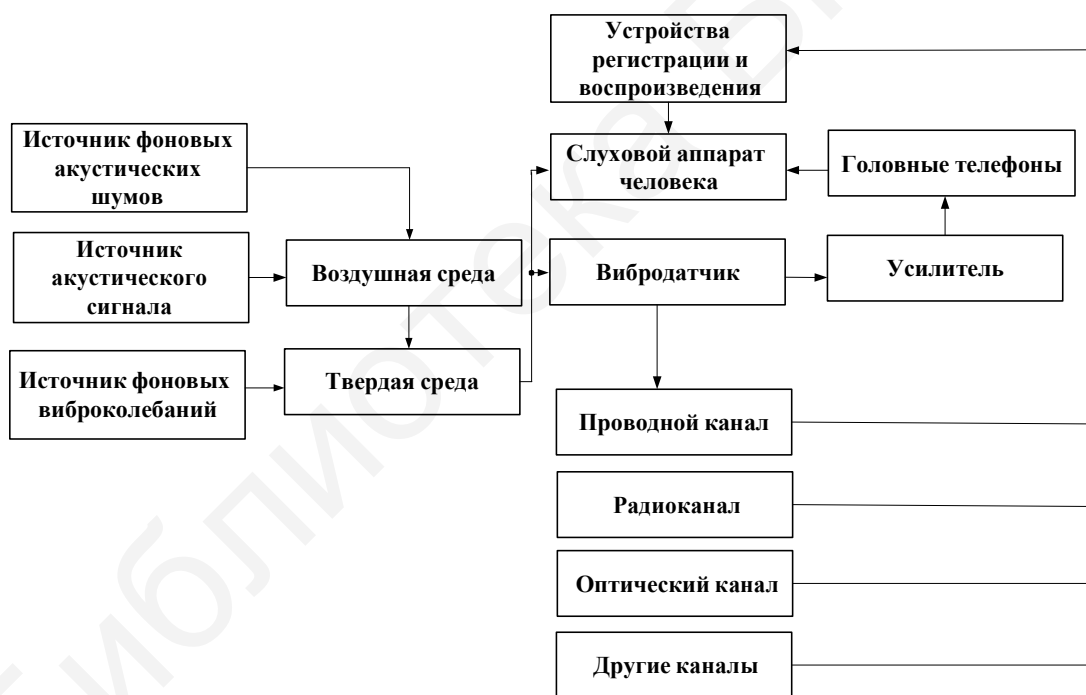 Устройства
регистрации и
воспроизведения
Источник фоновых
акустических
шумов
Слуховой аппарат
человека
Головные телефоны
Источник
акустического
сигнала
Воздушная среда
Вибродатчик
Усилитель
Источник фоновых
виброколебаний
Твердая среда
Проводной канал
Радиоканал
Оптический канал
Другие каналы